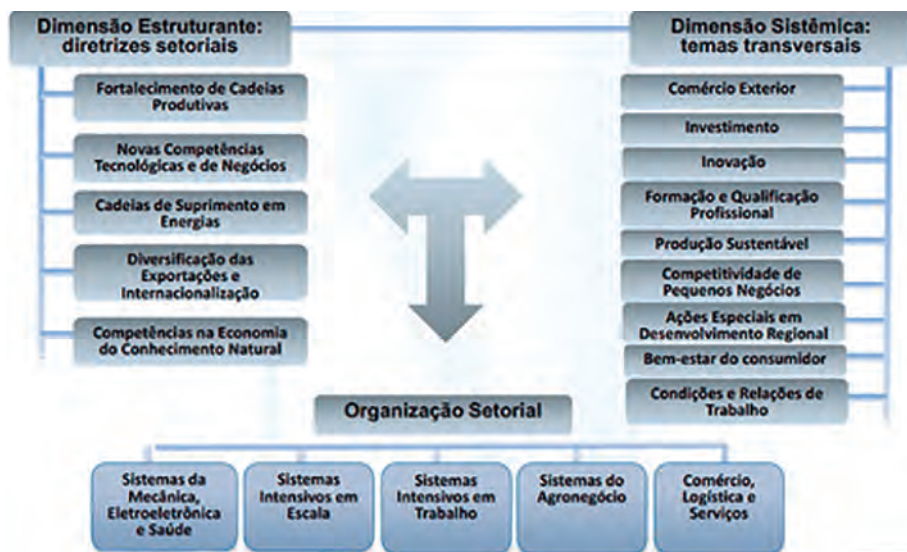 Dimensão Estruturante:
diretrizes setoriais
Fortalecimento de Cadeias
Produtivas
Novas Competências
Tecnológicas e de Negócios
Cadeias de Suprimento em
Energias
Diversificação das
Exportações e
Internacionalização
Competências na Economia
do Conhecimento Natural
Dimensão Sistêmica:
temas transversais
Comércio Exterior
Investimento
Inovação
Formação e Qualificação
Profissional
Produção Sustentável
Competitividade de
Pequenos Negócios
Ações Especiais em
Desenvolvimento Regional
Bem-estar do consumidor
Condições e Relações de
Trabalho
Organização Setorial
Sistemas da
Mecânica,
Eletroeletrônica
e Saúde
Sistemas
Intensivos em
Escala
Sistemas
Intensivos em
Trabalho
Sistemas do
Agronegócio
Comércio,
Logística e
Serviços